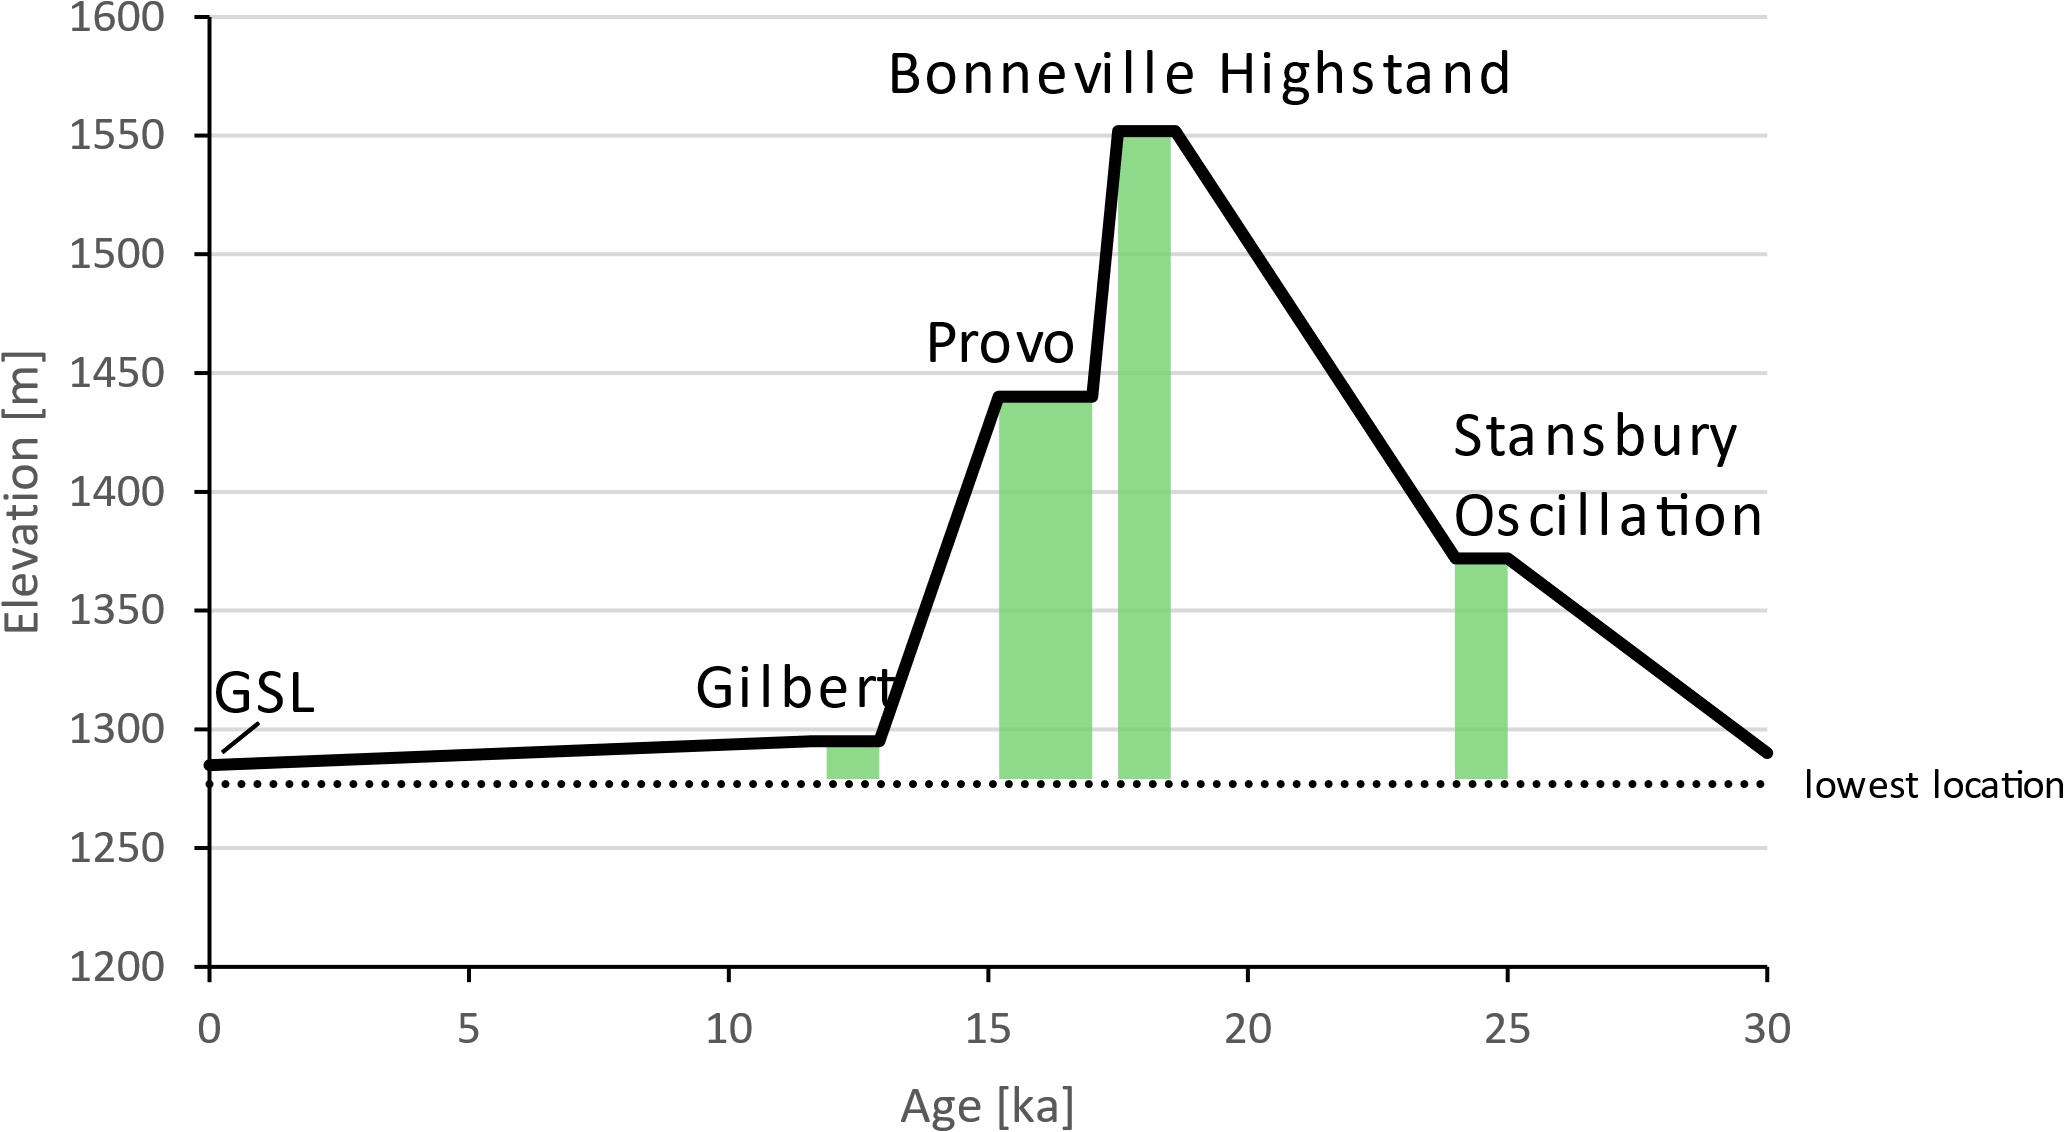 1600
Bonneville Highstand
1550
1500
Provo
1450
Stansbury
1400
Oscillation
Elevation [m]
1350
GSL
Gilbert
1300
lowest location
1250
1200
0 5 10 15 20 25 30
Age [ka]